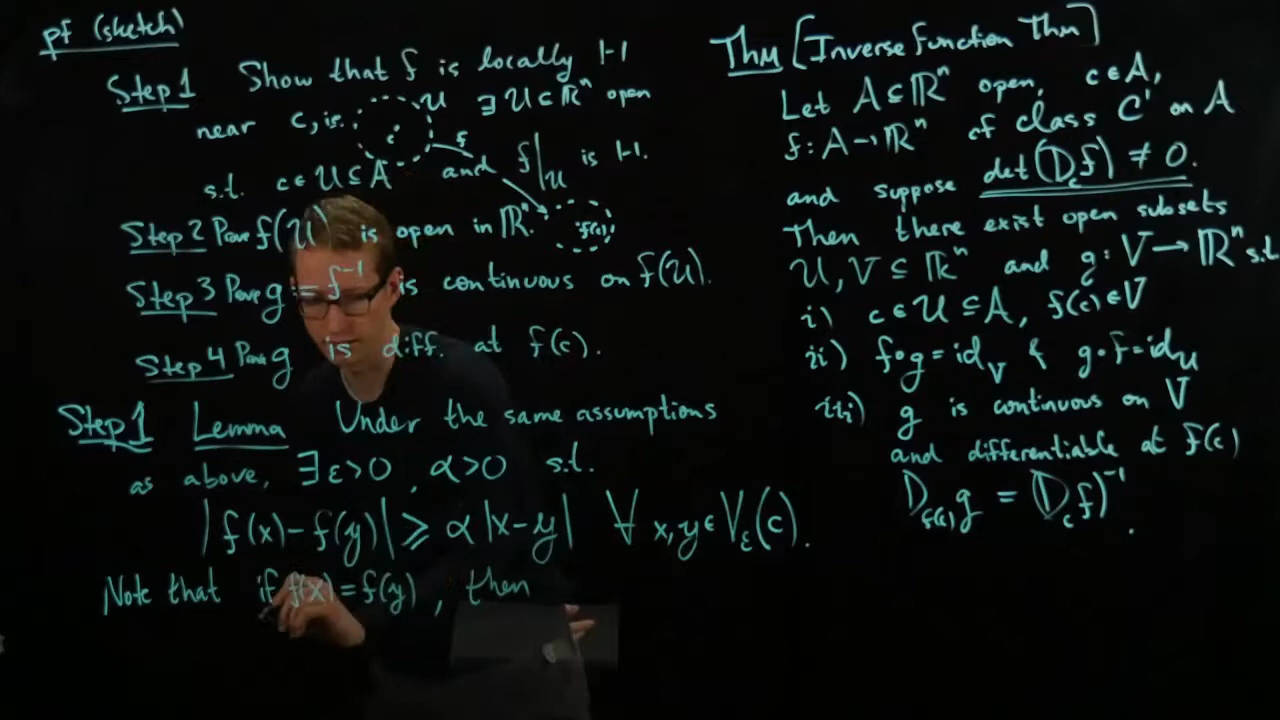 pf (sketch)
Step 1 Show that f is locally 1-1
near c, i.e. c U ∃ U ⊆ ℝⁿ open
s.t. c ∈ U ⊆ A f and f|_U is 1-1.
Step 2 Prove f(U) is open in ℝⁿ. f(c)
Step 3 Prove g := f⁻¹ is continuous on f(U).
Step 4 Prove g is diff. at f(c).
Step 1 Lemma Under the same assumptions
as above, ∃ ε>0, α>0 s.t.
|f(x)-f(y)| ≥ α|x-y| ∀ x,y ∈ V_ε(c).
Note that if f(x) = f(y), then
Thm [Inverse Function Thm]
Let A ⊆ ℝⁿ open, c ∈ A,
f: A → ℝⁿ of class C¹ on A
and suppose det(D_c f) ≠ 0.
Then there exist open subsets
U, V ⊆ ℝⁿ and g: V → ℝⁿ s.t.
i) c ∈ U ⊆ A, f(c) ∈ V
ii) f∘g = id_V & g∘f = id_U
iii) g is continuous on V
and differentiable at f(c)
D_{f(c)} g = (D_c f)⁻¹.